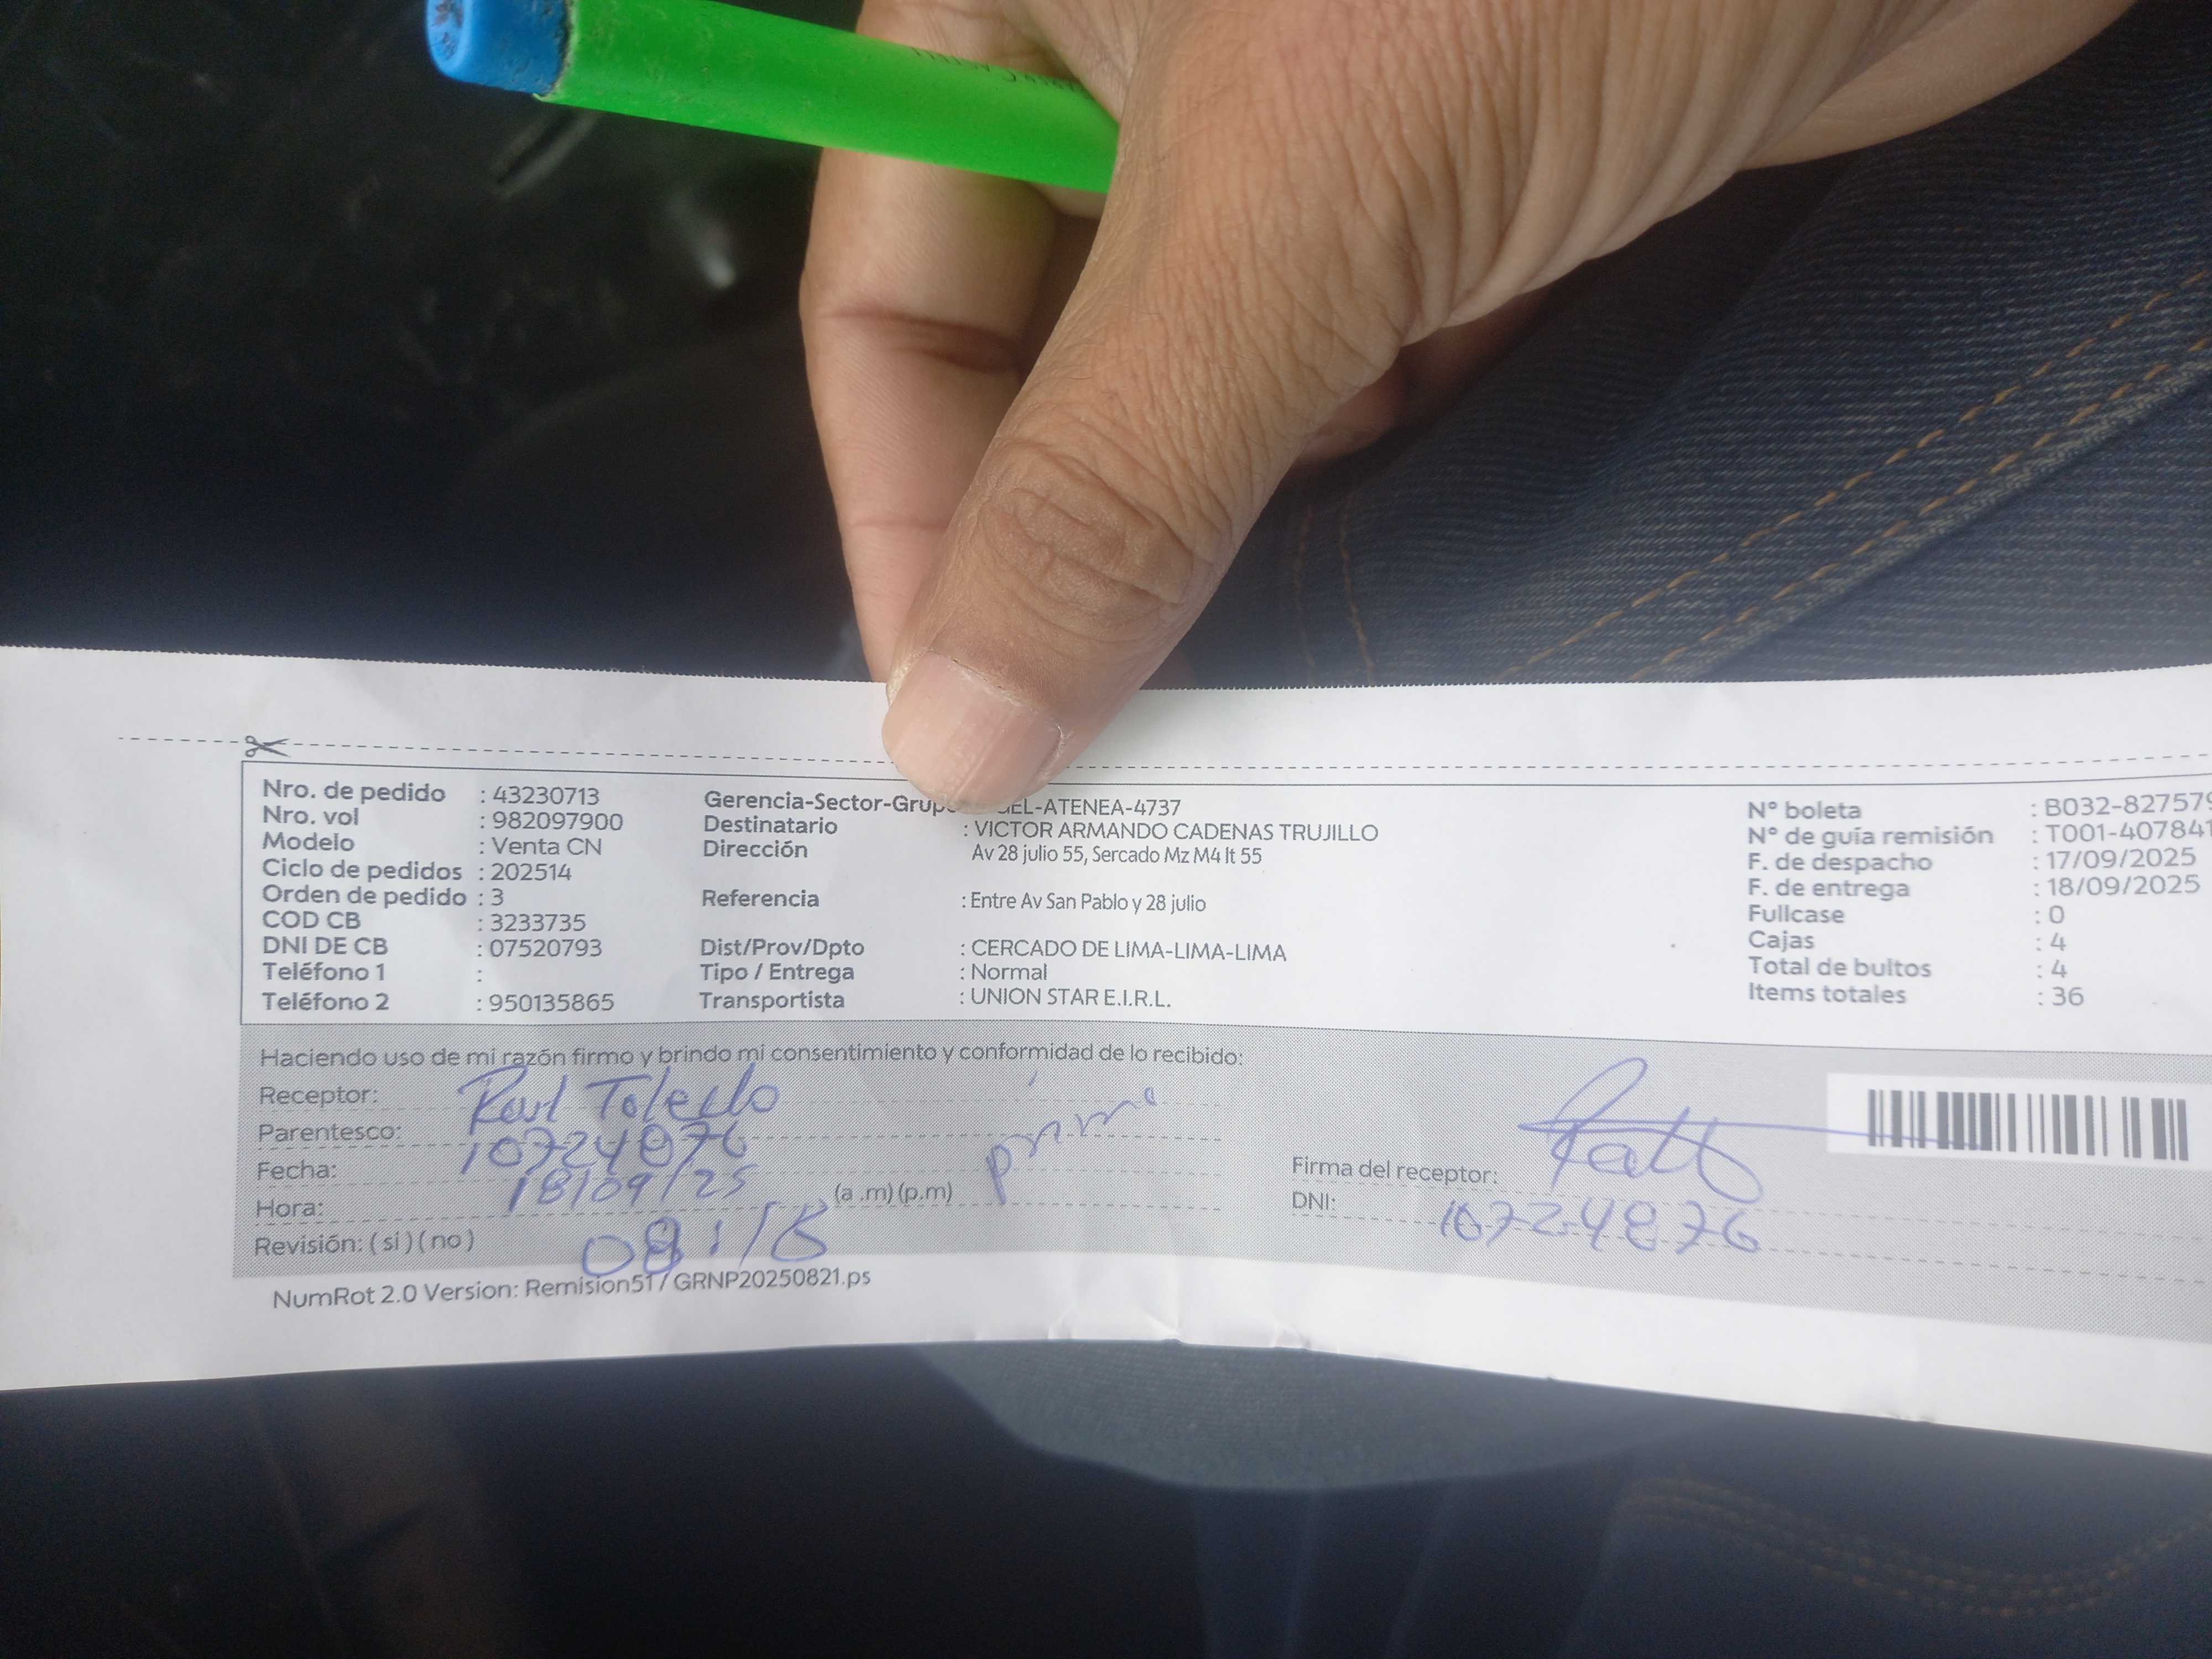 Nro. de pedido : 43230713
Nro. vol : 982097900
Modelo : Venta CN
Ciclo de pedidos : 202514
Orden de pedido : 3
COD CB : 3233735
DNI DE CB : 07520793
Teléfono 1 :
Teléfono 2 : 950135865
Gerencia-Sector-Grup EL-ATENEA-4737
Destinatario : VICTOR ARMANDO CADENAS TRUJILLO
Dirección Av 28 julio 55, Sercado Mz M4 lt 55
Referencia : Entre Av San Pablo y 28 julio
Dist/Prov/Dpto : CERCADO DE LIMA-LIMA-LIMA
Tipo / Entrega : Normal
Transportista : UNION STAR E.I.R.L.
N° boleta : B032-827579
N° de guía remisión : T001-407841
F. de despacho : 17/09/2025
F. de entrega : 18/09/2025
Fullcase : 0
Cajas : 4
Total de bultos : 4
Items totales : 36
Haciendo uso de mi razón firmo y brindo mi consentimiento y conformidad de lo recibido:
Receptor: Raul Toledo
Parentesco: 10724876 primo
Fecha: 18/09/25
Hora: (a .m) (p.m)
Revisión: ( si ) ( no ) 08:18
Firma del receptor:
DNI: 10724876
NumRot 2.0 Version: Remision51 / GRNP20250821.ps